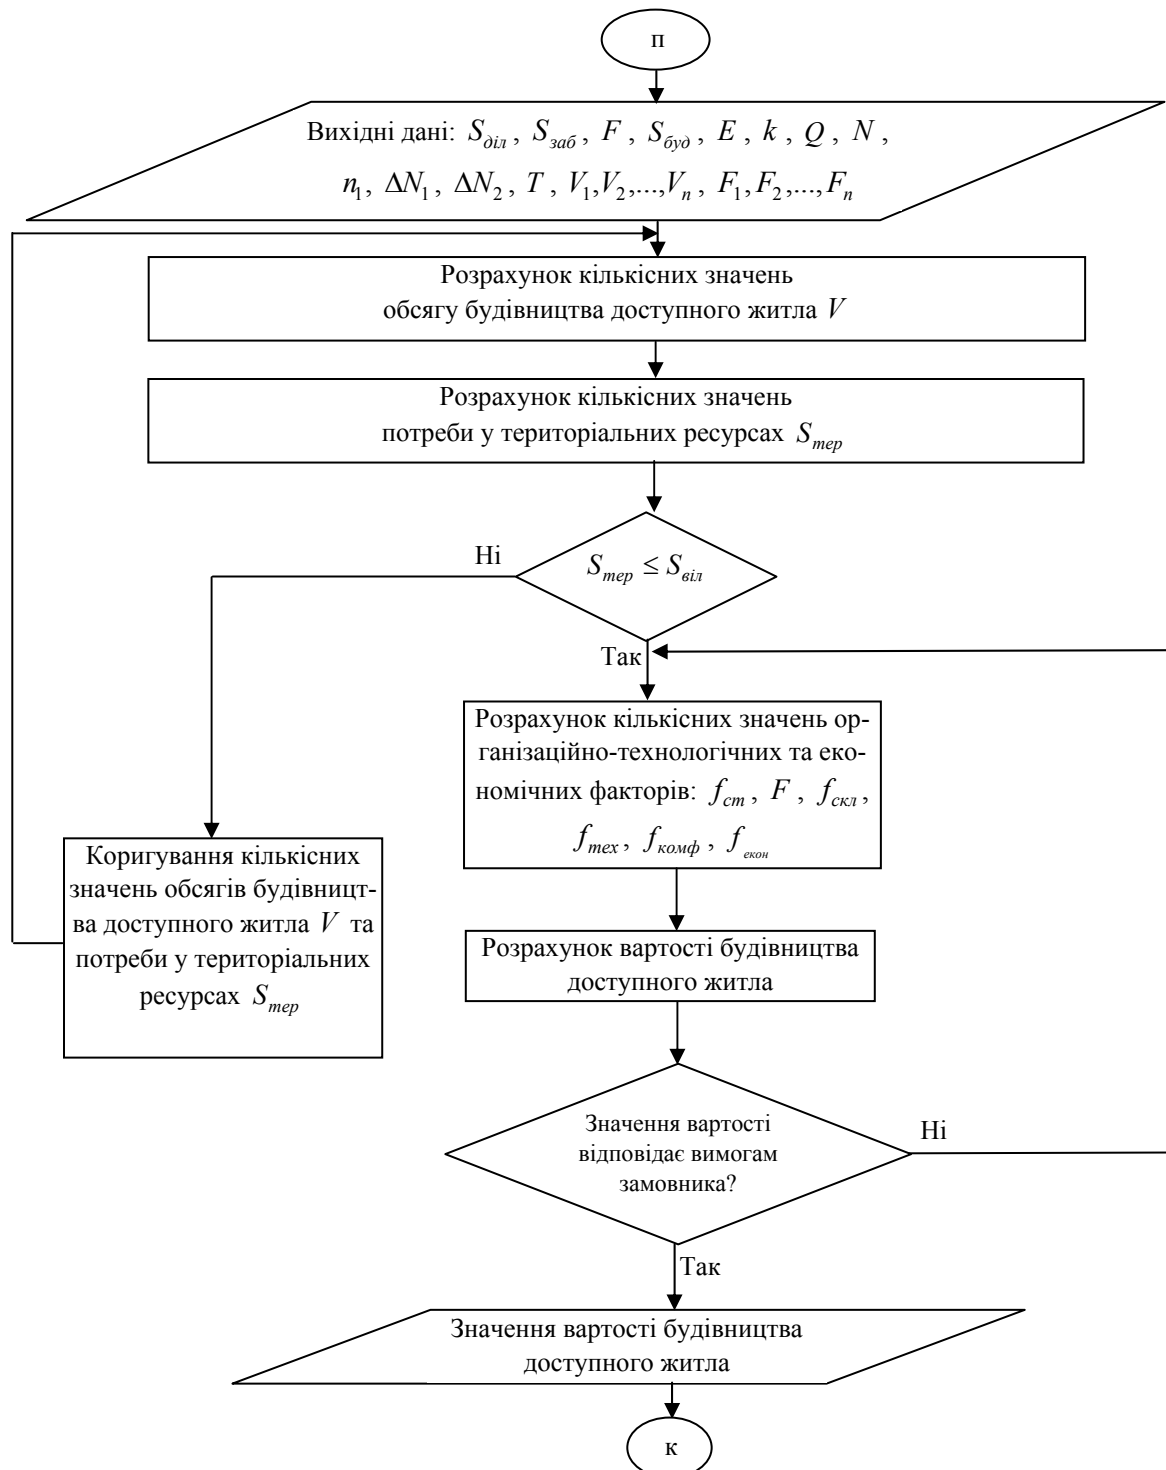 п
Вихідні дані: S_діл , S_заб , F , S_буд , E , k , Q , N ,
n_1, ΔN_1 , ΔN_2 , T , V_1,V_2,...,V_n , F_1,F_2,...,F_n
Розрахунок кількісних значень
обсягу будівництва доступного житла V
Розрахунок кількісних значень
потреби у територіальних ресурсах S_тер
Ні
S_тер ≤ S_віл
Так
Розрахунок кількісних значень ор-
ганізаційно-технологічних та еко-
номічних факторів: f_ст , F , f_скл ,
f_тех , f_комф , f_екон
Коригування кількісних
значень обсягів будівницт-
ва доступного житла V та
потреби у територіальних
ресурсах S_тер
Розрахунок вартості будівництва
доступного житла
Значення вартості
відповідає вимогам
замовника?
Ні
Так
Значення вартості будівництва
доступного житла
к